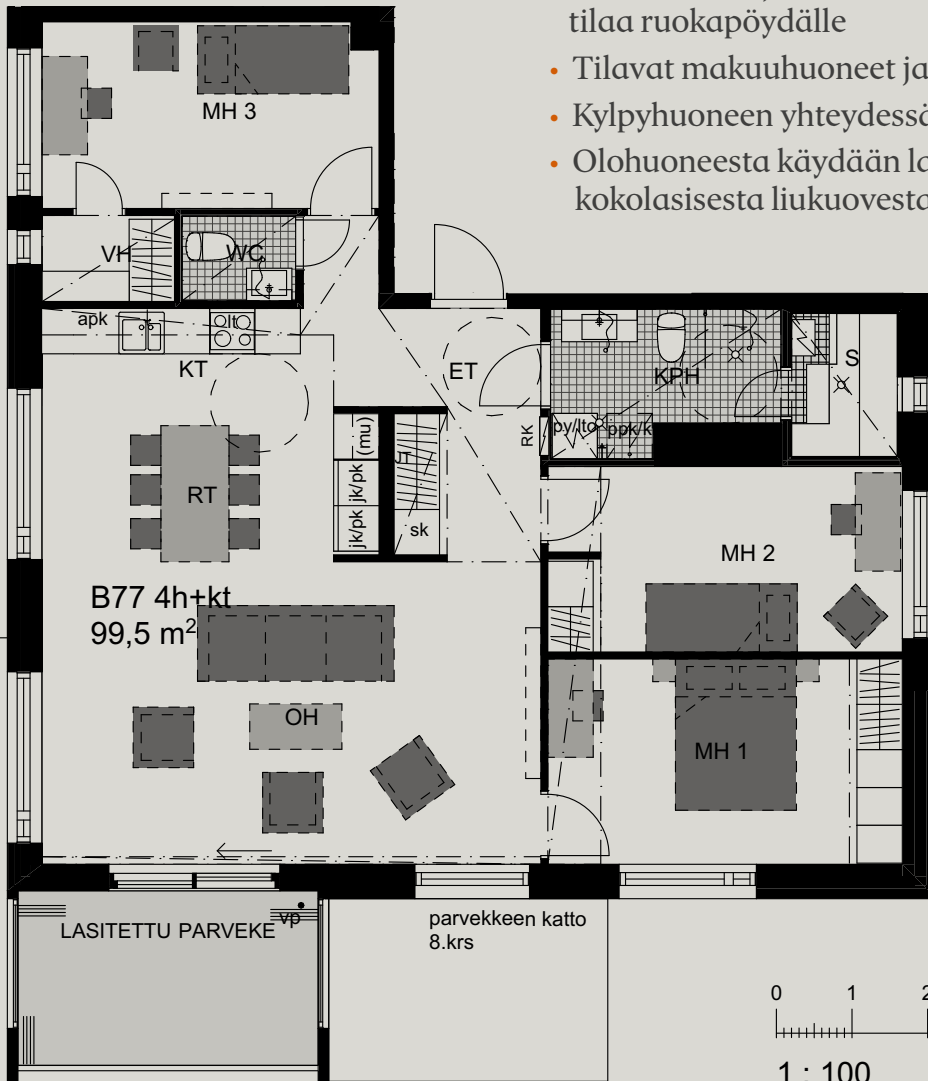 tilaa ruokapöydälle
• Tilavat makuuhuoneet ja
• Kylpyhuoneen yhteydessä
• Olohuoneesta käydään la
kokolasisesta liukuovesta
MH 3
VH
WC
apk
lt
KT
ET
KPH
S
(mu)
JT
RK
py/lto
ppk/k
jk/pk
jk/pk
sk
RT
MH 2
B77 4h+kt
99,5 m²
OH
MH 1
LASITETTU PARVEKE
vp
parvekkeen katto
8.krs
0 1 2
1 : 100